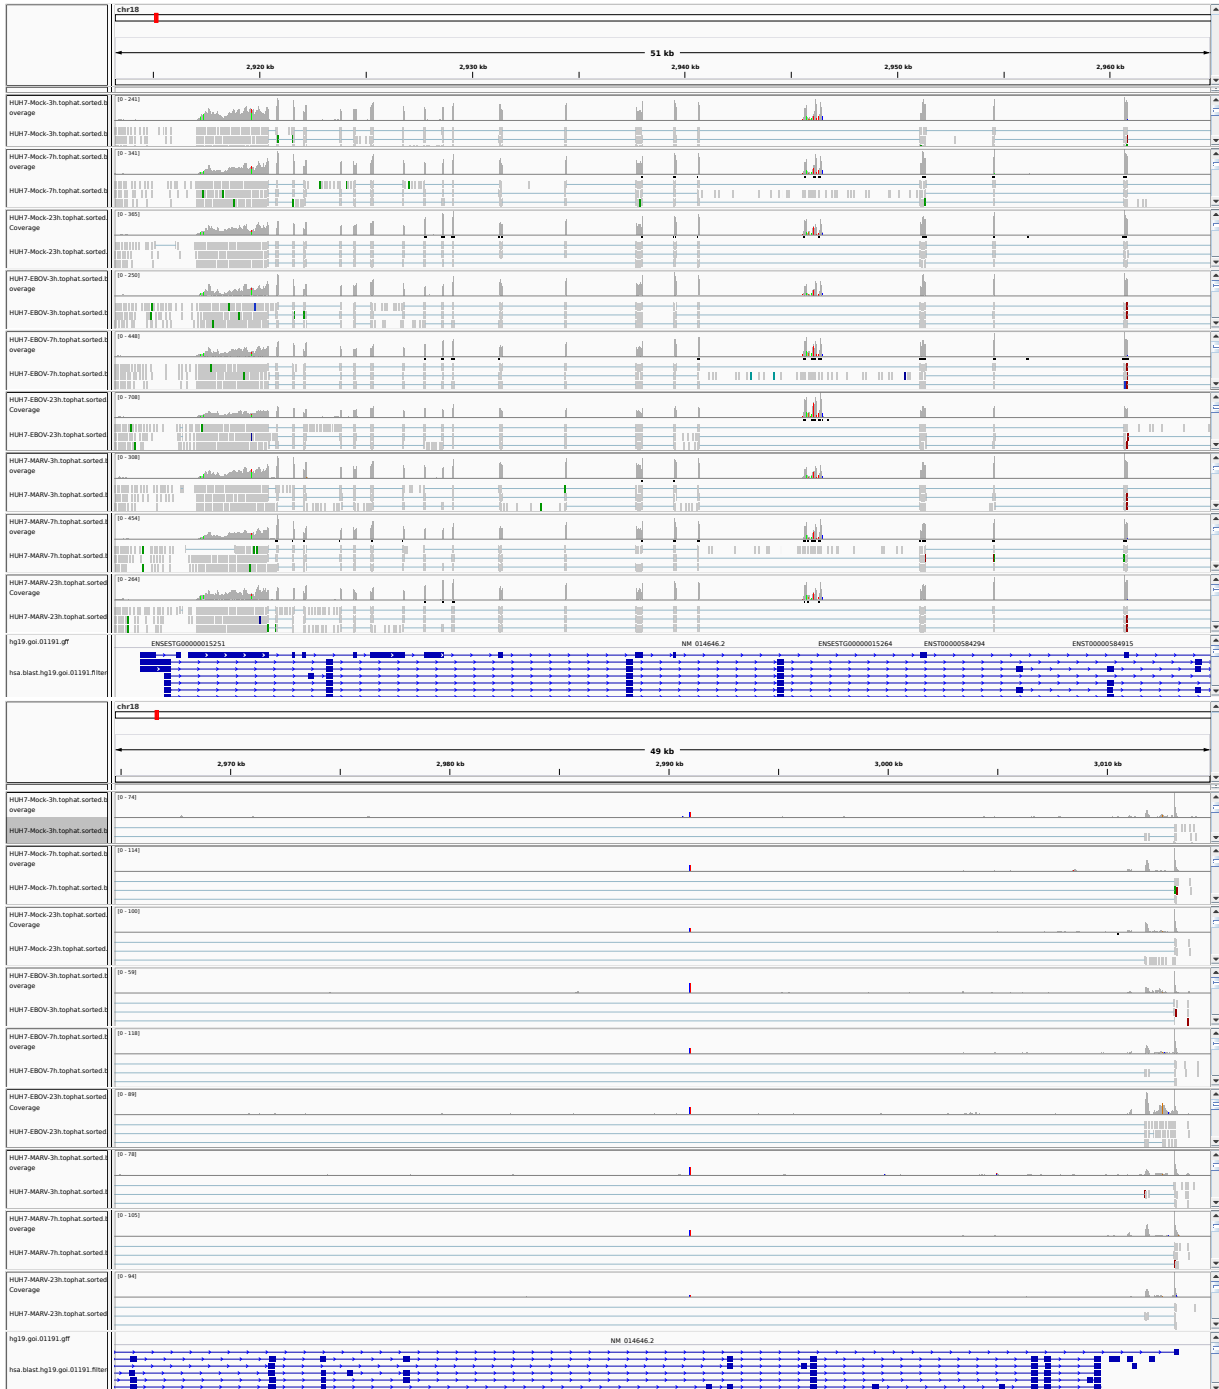 chr18
51 kb
2,920 kb 2,930 kb 2,940 kb 2,950 kb 2,960 kb
HUH7-Mock-3h.tophat.sorted.b
overage
[0 - 241]
HUH7-Mock-3h.tophat.sorted.b
HUH7-Mock-7h.tophat.sorted.b
overage
[0 - 341]
HUH7-Mock-7h.tophat.sorted.b
HUH7-Mock-23h.tophat.sorted.
Coverage
[0 - 365]
HUH7-Mock-23h.tophat.sorted.
HUH7-EBOV-3h.tophat.sorted.b
overage
[0 - 250]
HUH7-EBOV-3h.tophat.sorted.b
HUH7-EBOV-7h.tophat.sorted.b
overage
[0 - 448]
HUH7-EBOV-7h.tophat.sorted.b
HUH7-EBOV-23h.tophat.sorted
Coverage
[0 - 708]
HUH7-EBOV-23h.tophat.sorted
HUH7-MARV-3h.tophat.sorted.b
overage
[0 - 308]
HUH7-MARV-3h.tophat.sorted.b
HUH7-MARV-7h.tophat.sorted.b
overage
[0 - 454]
HUH7-MARV-7h.tophat.sorted.b
HUH7-MARV-23h.tophat.sorted
Coverage
[0 - 264]
HUH7-MARV-23h.tophat.sorted
hg19.goi.01191.gff
ENSESTG00000015251 NM_014646.2 ENSESTG00000015264 ENST00000584294 ENST00000584915
hsa.blast.hg19.goi.01191.filter
chr18
49 kb
2,970 kb 2,980 kb 2,990 kb 3,000 kb 3,010 kb
HUH7-Mock-3h.tophat.sorted.b
overage
[0 - 74]
HUH7-Mock-3h.tophat.sorted.b
HUH7-Mock-7h.tophat.sorted.b
overage
[0 - 114]
HUH7-Mock-7h.tophat.sorted.b
HUH7-Mock-23h.tophat.sorted.
Coverage
[0 - 100]
HUH7-Mock-23h.tophat.sorted.
HUH7-EBOV-3h.tophat.sorted.b
overage
[0 - 59]
HUH7-EBOV-3h.tophat.sorted.b
HUH7-EBOV-7h.tophat.sorted.b
overage
[0 - 118]
HUH7-EBOV-7h.tophat.sorted.b
HUH7-EBOV-23h.tophat.sorted
Coverage
[0 - 89]
HUH7-EBOV-23h.tophat.sorted
HUH7-MARV-3h.tophat.sorted.b
overage
[0 - 78]
HUH7-MARV-3h.tophat.sorted.b
HUH7-MARV-7h.tophat.sorted.b
overage
[0 - 105]
HUH7-MARV-7h.tophat.sorted.b
HUH7-MARV-23h.tophat.sorted
Coverage
[0 - 94]
HUH7-MARV-23h.tophat.sorted
hg19.goi.01191.gff
NM_014646.2
hsa.blast.hg19.goi.01191.filter